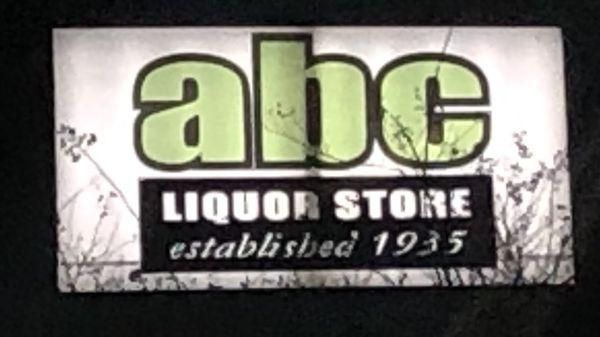 abc
LIQUOR STORE
established 1935